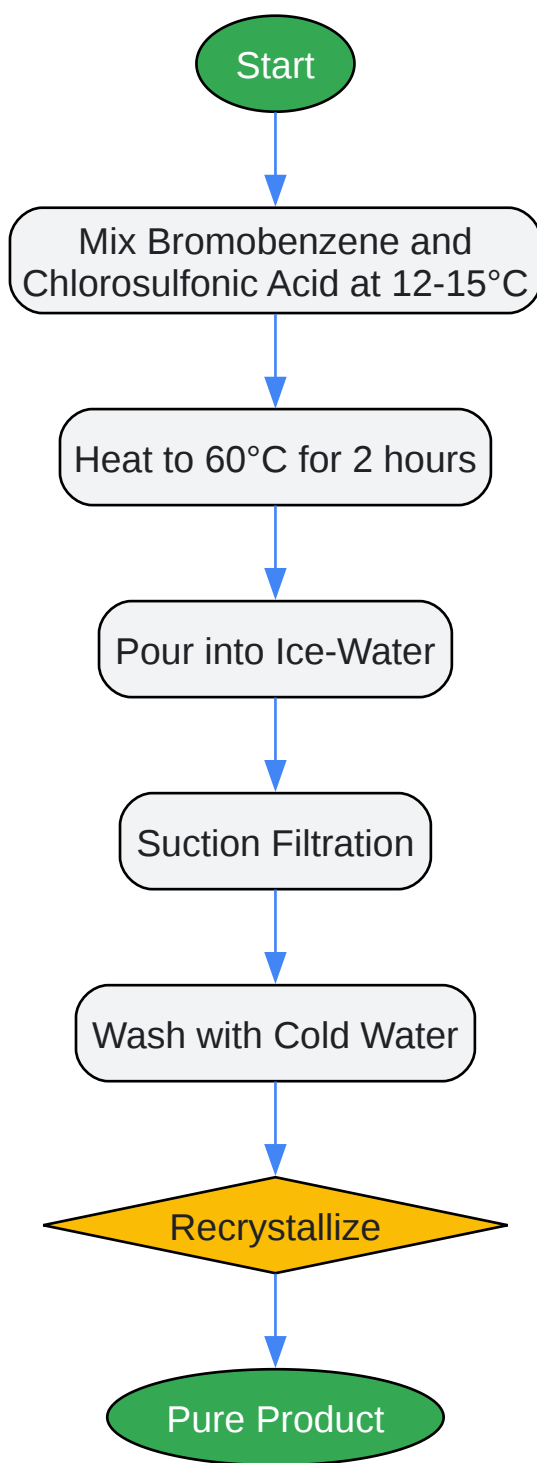 Start
Mix Bromobenzene and
Chlorosulfonic Acid at 12-15°C
Heat to 60°C for 2 hours
Pour into Ice-Water
Suction Filtration
Wash with Cold Water
Recrystallize
Pure Product